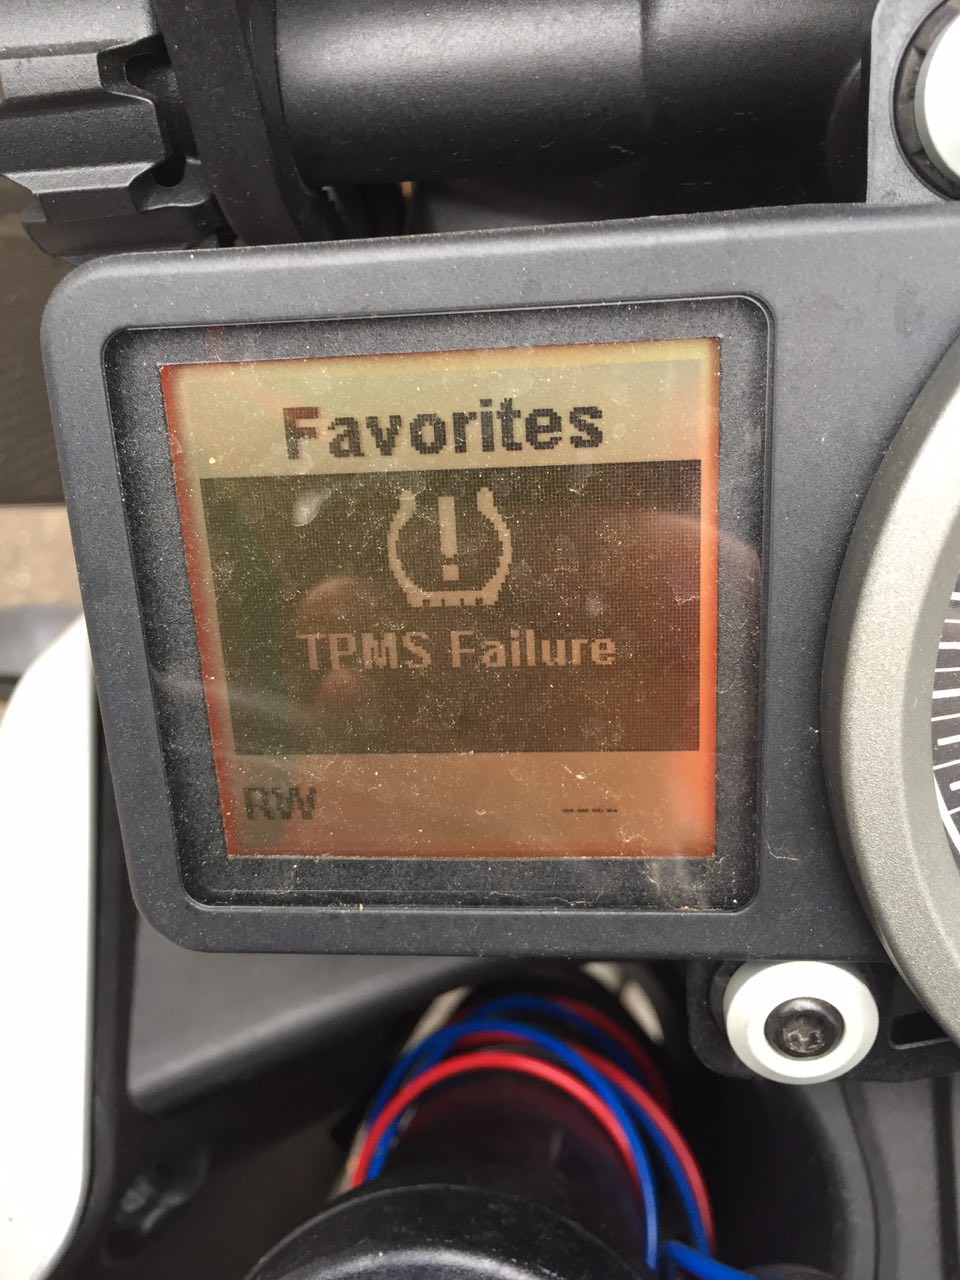 Favorites
TPMS Failure
RW ----